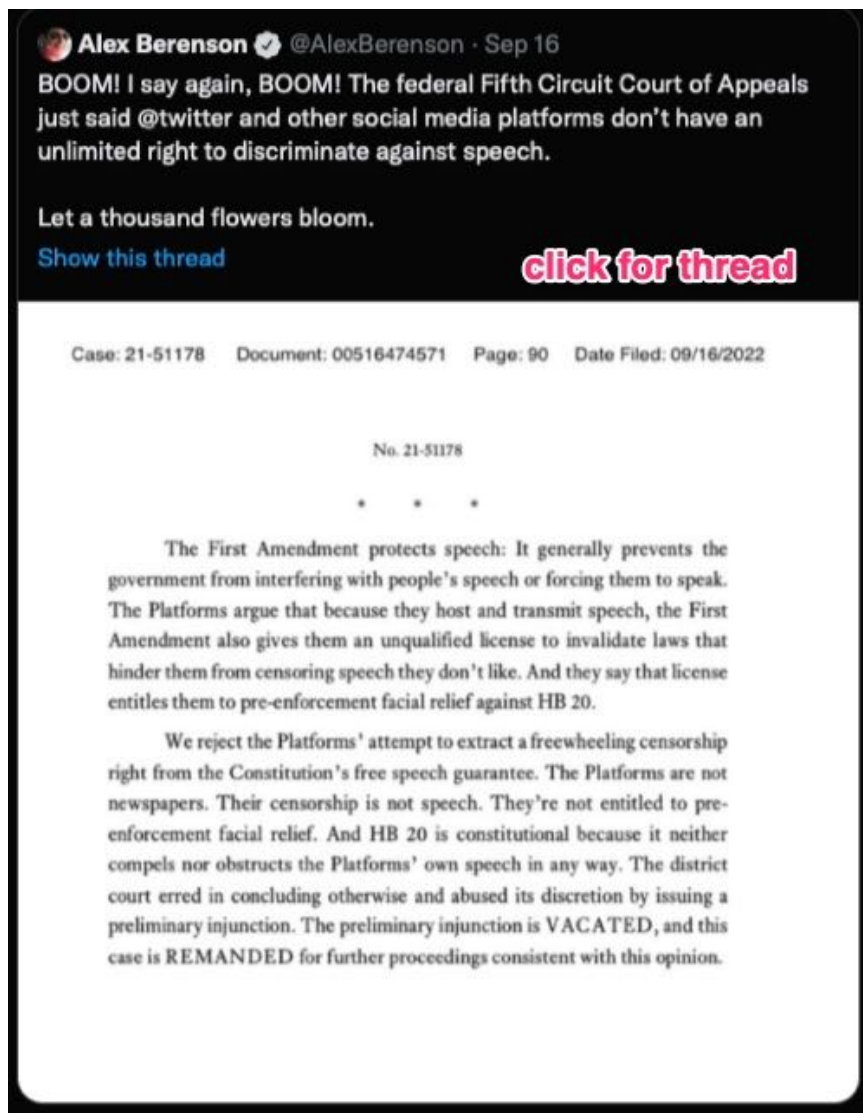 Alex Berenson @AlexBerenson · Sep 16
BOOM! I say again, BOOM! The federal Fifth Circuit Court of Appeals
just said @twitter and other social media platforms don't have an
unlimited right to discriminate against speech.
Let a thousand flowers bloom.
Show this thread
click for thread
Case: 21-51178 Document: 00516474571 Page: 90 Date Filed: 09/16/2022
No. 21-51178
* * *
The First Amendment protects speech: It generally prevents the
government from interfering with people's speech or forcing them to speak.
The Platforms argue that because they host and transmit speech, the First
Amendment also gives them an unqualified license to invalidate laws that
hinder them from censoring speech they don't like. And they say that license
entitles them to pre-enforcement facial relief against HB 20.
We reject the Platforms' attempt to extract a freewheeling censorship
right from the Constitution's free speech guarantee. The Platforms are not
newspapers. Their censorship is not speech. They're not entitled to pre-
enforcement facial relief. And HB 20 is constitutional because it neither
compels nor obstructs the Platforms' own speech in any way. The district
court erred in concluding otherwise and abused its discretion by issuing a
preliminary injunction. The preliminary injunction is VACATED, and this
case is REMANDED for further proceedings consistent with this opinion.